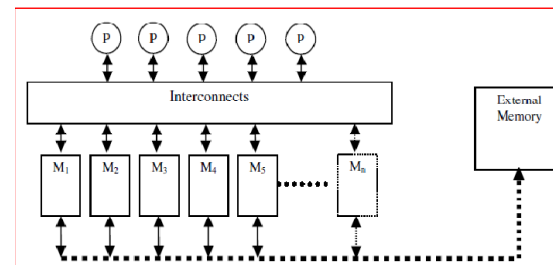 P P P P P
Interconnects
External
Memory
M1 M2 M3 M4 M5 Mn